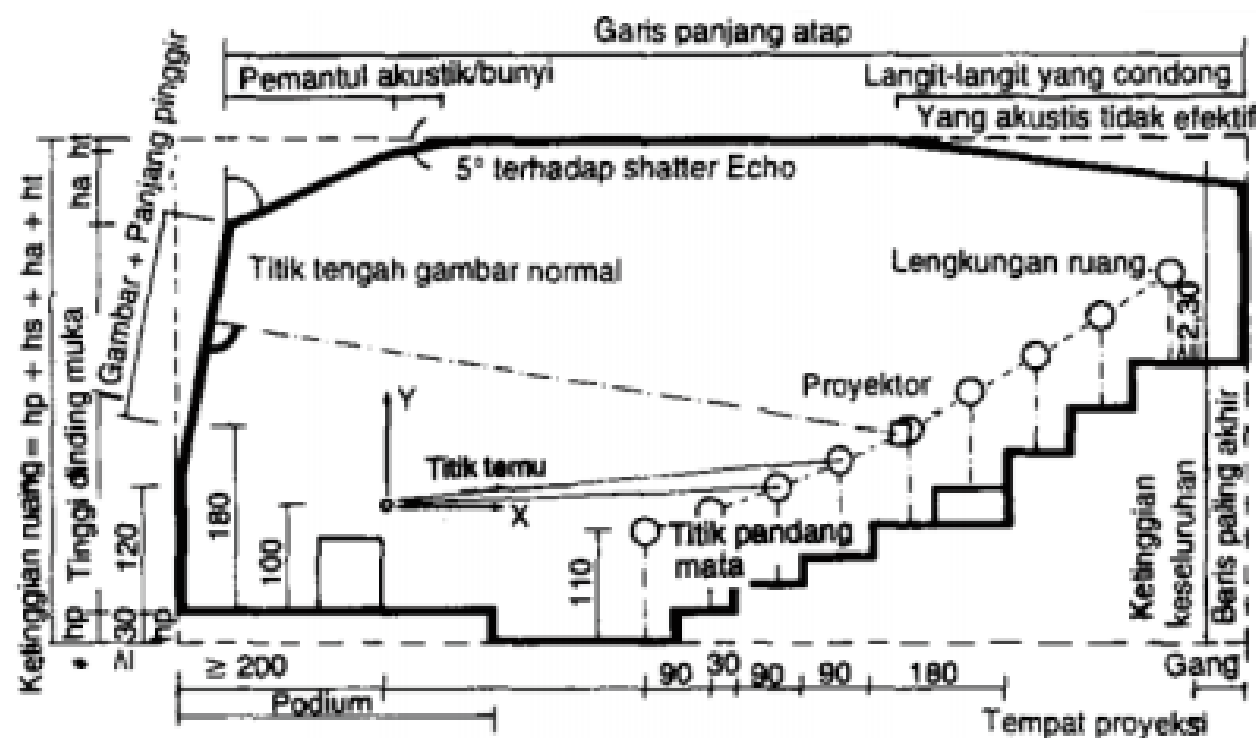 Garis panjang atap
Pemantul akustik/bunyi
Langit-langit yang condong
Yang akustis tidak efektif
5° terhadap shatter Echo
Ketinggian ruang = hp + hs + ha + ht
ha ht
Gambar + Panjang pinggir
Tinggi dinding muka
hp
Titik tengah gambar normal
Lengkungan ruang
≥2,30
Proyektor
Y
Titik temu
X
180
120
100
110
Titik pandang
mata
Ketinggian
keseluruhan
Baris paling akhir
≥30
hp
≥ 200
90
30
90
90
180
Gang
Podium
Tempat proyeksi